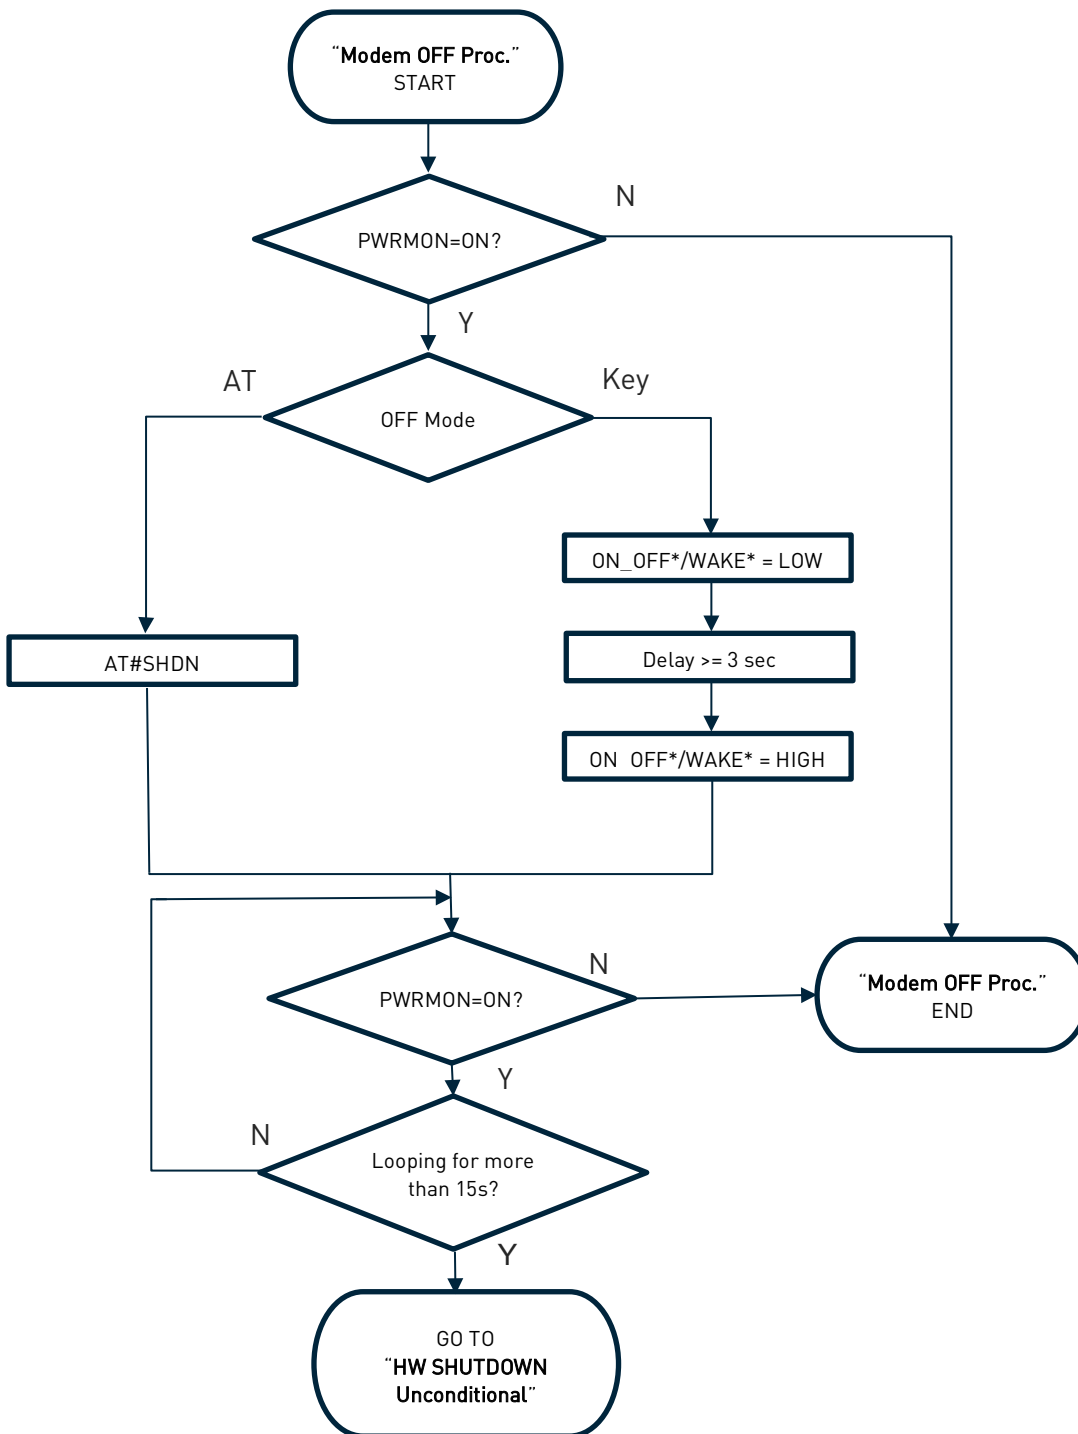 “Modem OFF Proc.”
START
N
PWRMON=ON?
Y
AT
Key
OFF Mode
ON_OFF*/WAKE* = LOW
AT#SHDN
Delay >= 3 sec
ON OFF*/WAKE* = HIGH
N
PWRMON=ON?
“Modem OFF Proc.”
END
Y
N
Looping for more
than 15s?
Y
GO TO
“HW SHUTDOWN
Unconditional”